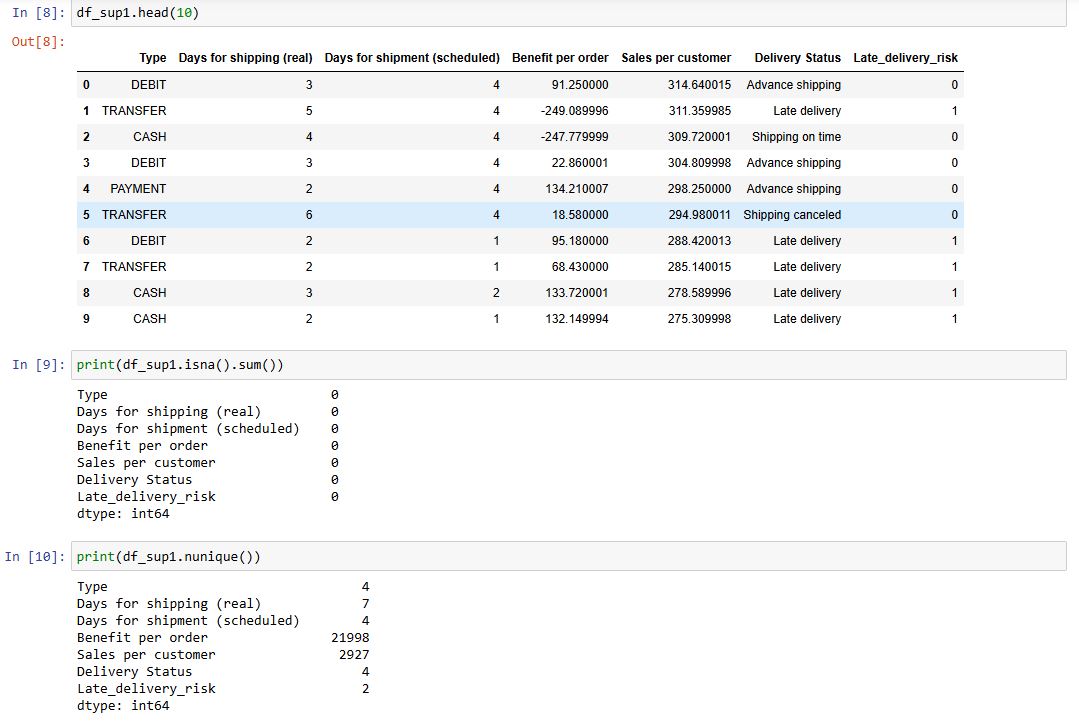 In [8]: df_sup1.head(10)
Out[8]:
Type Days for shipping (real) Days for shipment (scheduled) Benefit per order Sales per customer Delivery Status Late_delivery_risk
0 DEBIT 3 4 91.250000 314.640015 Advance shipping 0
1 TRANSFER 5 4 -249.089996 311.359985 Late delivery 1
2 CASH 4 4 -247.779999 309.720001 Shipping on time 0
3 DEBIT 3 4 22.860001 304.809998 Advance shipping 0
4 PAYMENT 2 4 134.210007 298.250000 Advance shipping 0
5 TRANSFER 6 4 18.580000 294.980011 Shipping canceled 0
6 DEBIT 2 1 95.180000 288.420013 Late delivery 1
7 TRANSFER 2 1 68.430000 285.140015 Late delivery 1
8 CASH 3 2 133.720001 278.589996 Late delivery 1
9 CASH 2 1 132.149994 275.309998 Late delivery 1
In [9]: print(df_sup1.isna().sum())
Type 0
Days for shipping (real) 0
Days for shipment (scheduled) 0
Benefit per order 0
Sales per customer 0
Delivery Status 0
Late_delivery_risk 0
dtype: int64
In [10]: print(df_sup1.nunique())
Type 4
Days for shipping (real) 7
Days for shipment (scheduled) 4
Benefit per order 21998
Sales per customer 2927
Delivery Status 4
Late_delivery_risk 2
dtype: int64